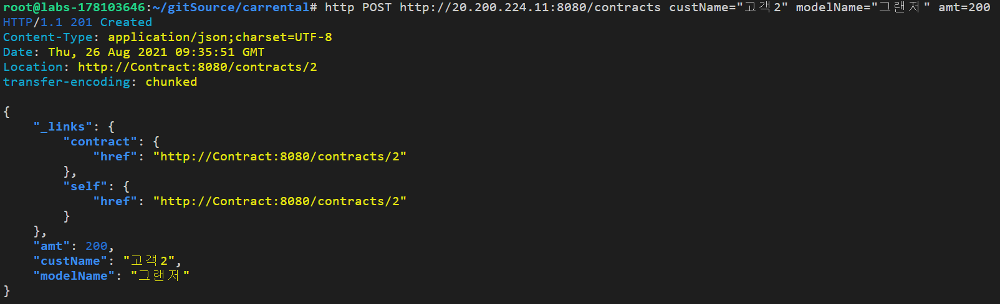 root@labs-178103646:~/gitSource/carrental# http POST http://20.200.224.11:8080/contracts custName="고객2" modelName="그랜저" amt=200
HTTP/1.1 201 Created
Content-Type: application/json;charset=UTF-8
Date: Thu, 26 Aug 2021 09:35:51 GMT
Location: http://Contract:8080/contracts/2
transfer-encoding: chunked

{
    "_links": {
        "contract": {
            "href": "http://Contract:8080/contracts/2"
        },
        "self": {
            "href": "http://Contract:8080/contracts/2"
        }
    },
    "amt": 200,
    "custName": "고객2",
    "modelName": "그랜저"
}